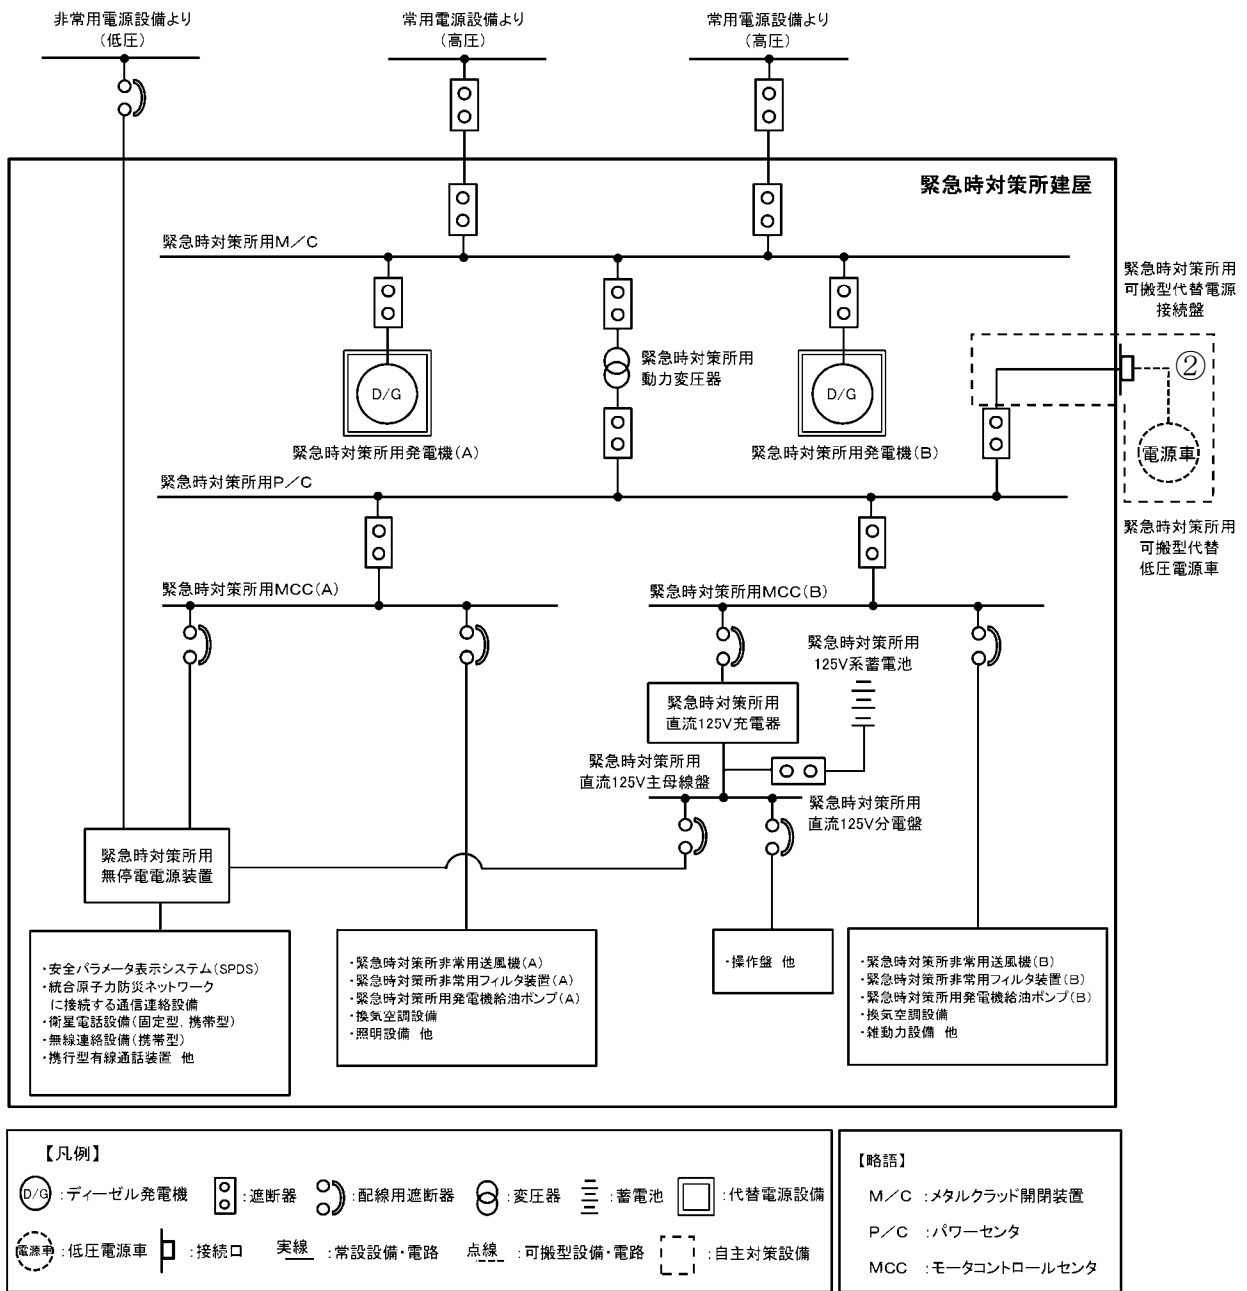 非常用電源設備より
(低圧)
常用電源設備より
(高圧)
常用電源設備より
(高圧)
緊急時対策所建屋
緊急時対策所用M/C
緊急時対策所用
可搬型代替電源
接続盤
②
緊急時対策所用
動力変圧器
D/G
D/G
緊急時対策所用発電機(A)
緊急時対策所用発電機(B)
電源車
緊急時対策所用P/C
緊急時対策所用
可搬型代替
低圧電源車
緊急時対策所用MCC(A)
緊急時対策所用MCC(B)
緊急時対策所用
125V系蓄電池
緊急時対策所用
直流125V充電器
緊急時対策所用
直流125V主母線盤
緊急時対策所用
直流125V分電盤
緊急時対策所用
無停電電源装置
・安全パラメータ表示システム(SPDS)
・統合原子力防災ネットワーク
に接続する通信連絡設備
・衛星電話設備(固定型,携帯型)
・無線連絡設備(携帯型)
・携行型有線通話装置 他
・緊急時対策所非常用送風機(A)
・緊急時対策所非常用フィルタ装置(A)
・緊急時対策所用発電機給油ポンプ(A)
・換気空調設備
・照明設備 他
・操作盤 他
・緊急時対策所非常用送風機(B)
・緊急時対策所非常用フィルタ装置(B)
・緊急時対策所用発電機給油ポンプ(B)
・換気空調設備
・雑動力設備 他
【凡例】
D/G :ディーゼル発電機 :遮断器 :配線用遮断器 :変圧器 :蓄電池 :代替電源設備
電源車 :低圧電源車 :接続口 実線 :常設設備・電路 点線 :可搬型設備・電路 :自主対策設備
【略語】
M/C :メタルクラッド開閉装置
P/C :パワーセンタ
MCC :モータコントロールセンタ